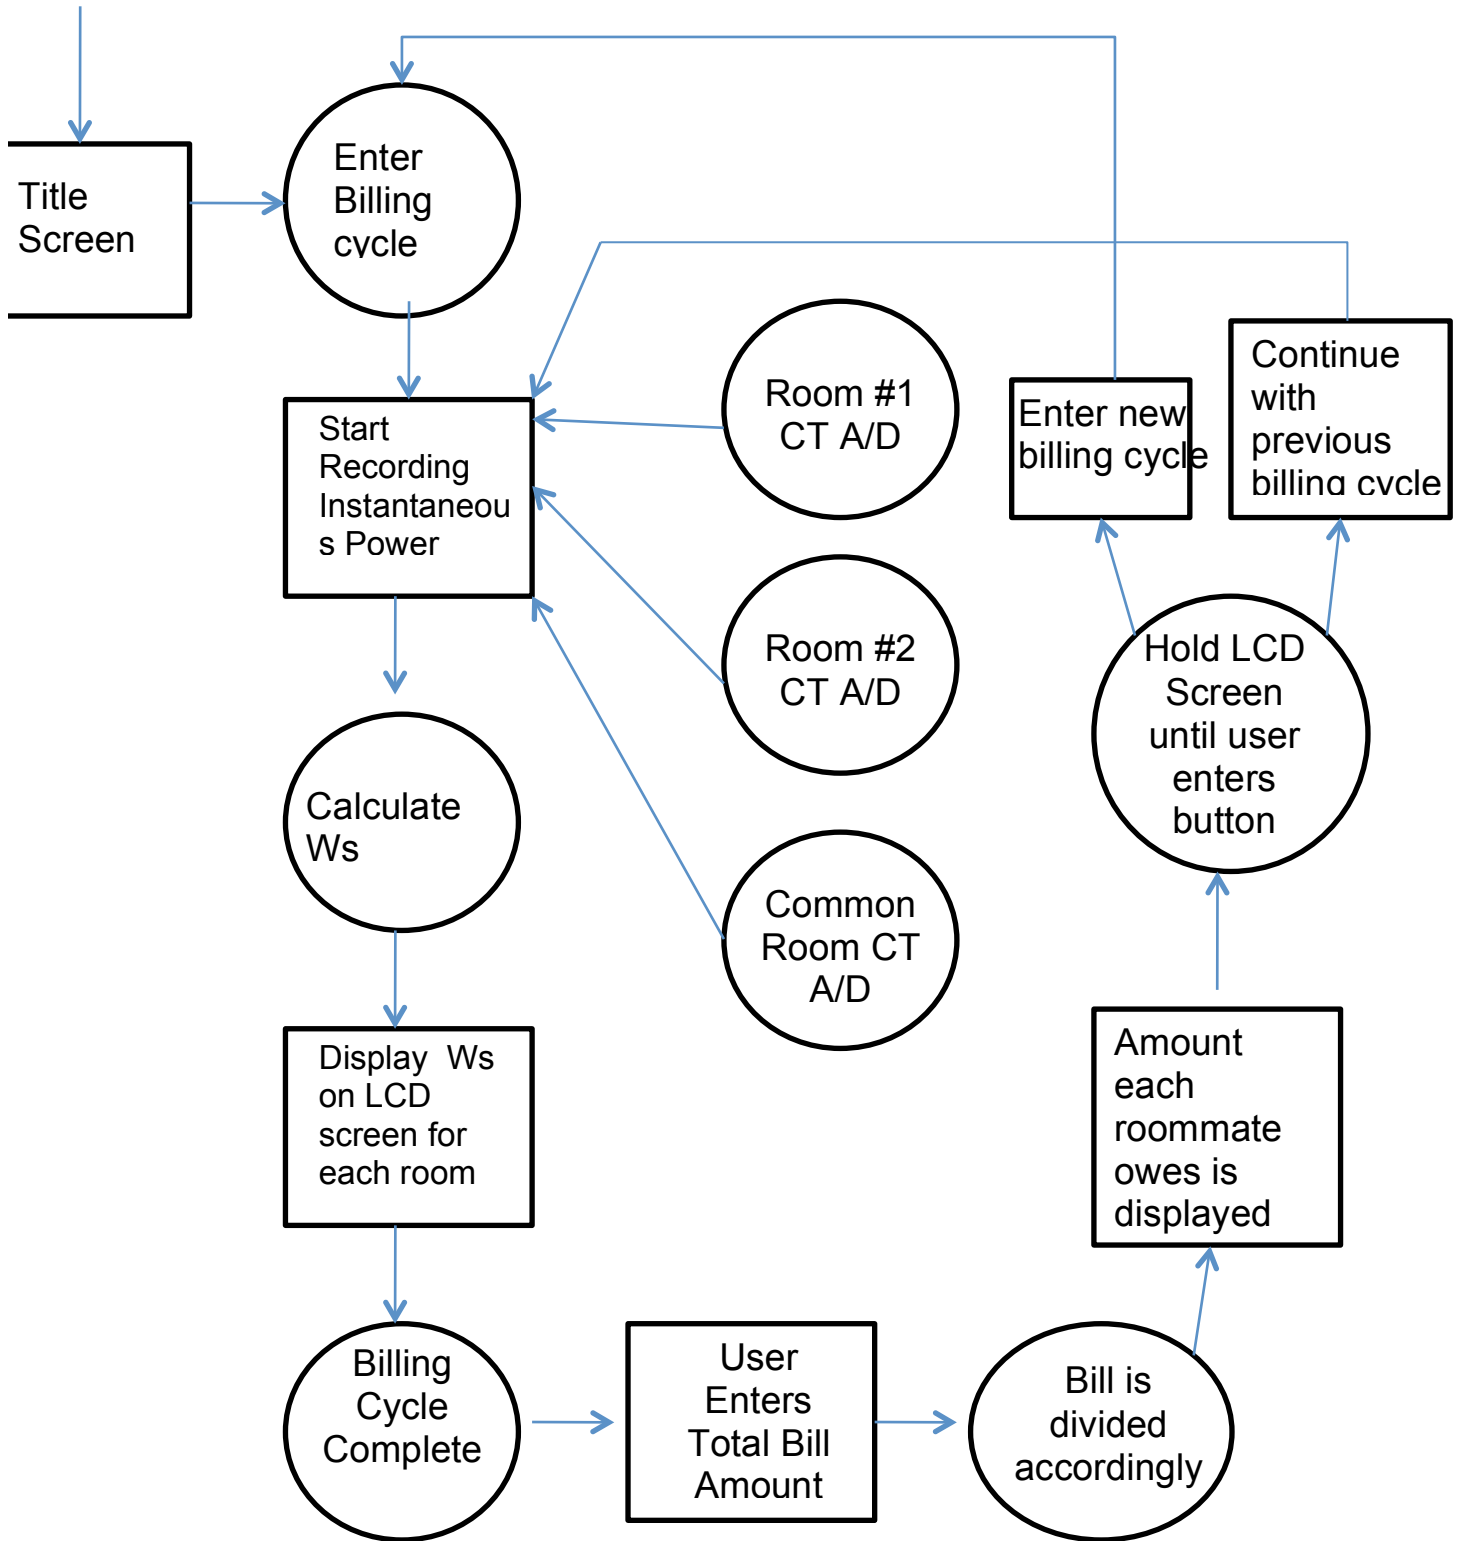 Title
Screen
Enter
Billing
cycle
Start
Recording
Instantaneou
s Power
Room #1
CT A/D
Room #2
CT A/D
Common
Room CT
A/D
Enter new
billing cycle
Continue
with
previous
billing cycle
Hold LCD
Screen
until user
enters
button
Calculate
Ws
Display  Ws
on LCD
screen for
each room
Amount
each
roommate
owes is
displayed
Billing
Cycle
Complete
User
Enters
Total Bill
Amount
Bill is
divided
accordingly